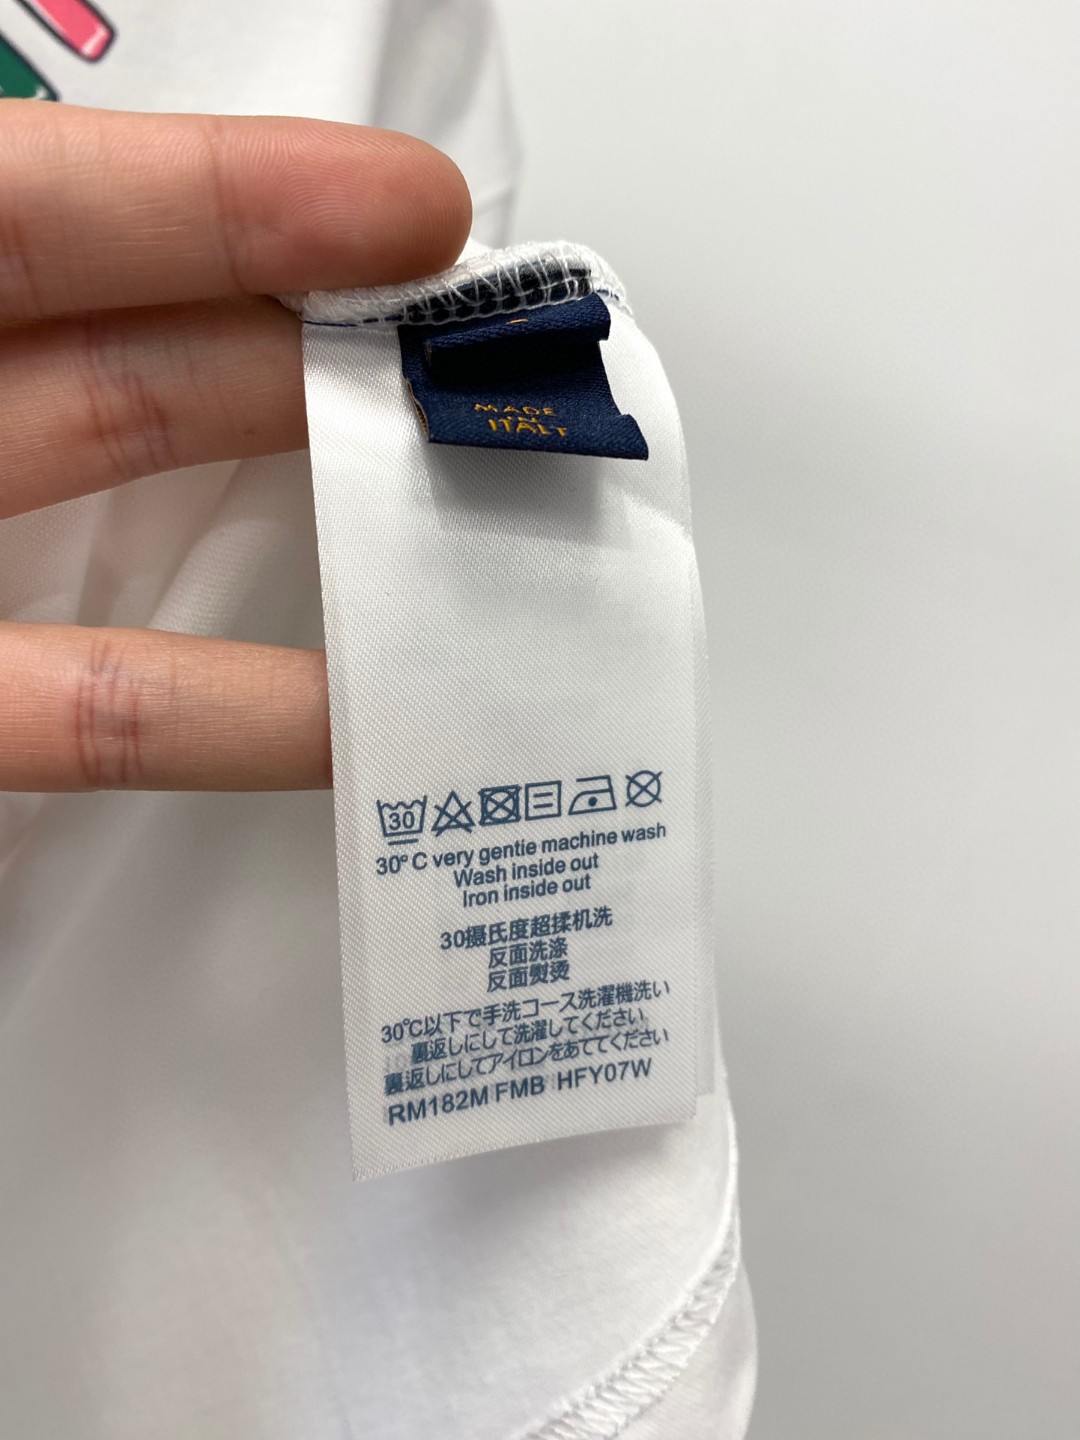 MADE
IN
ITALY
30
30°C very gentie machine wash
Wash inside out
Iron inside out
30摄氏度超揉机洗
反面洗涤
反面熨烫
30℃以下で手洗コース洗濯機洗い
裏返しにして洗濯してください
裏返しにしてアイロンをあててください
RM182M FMB HFY07W